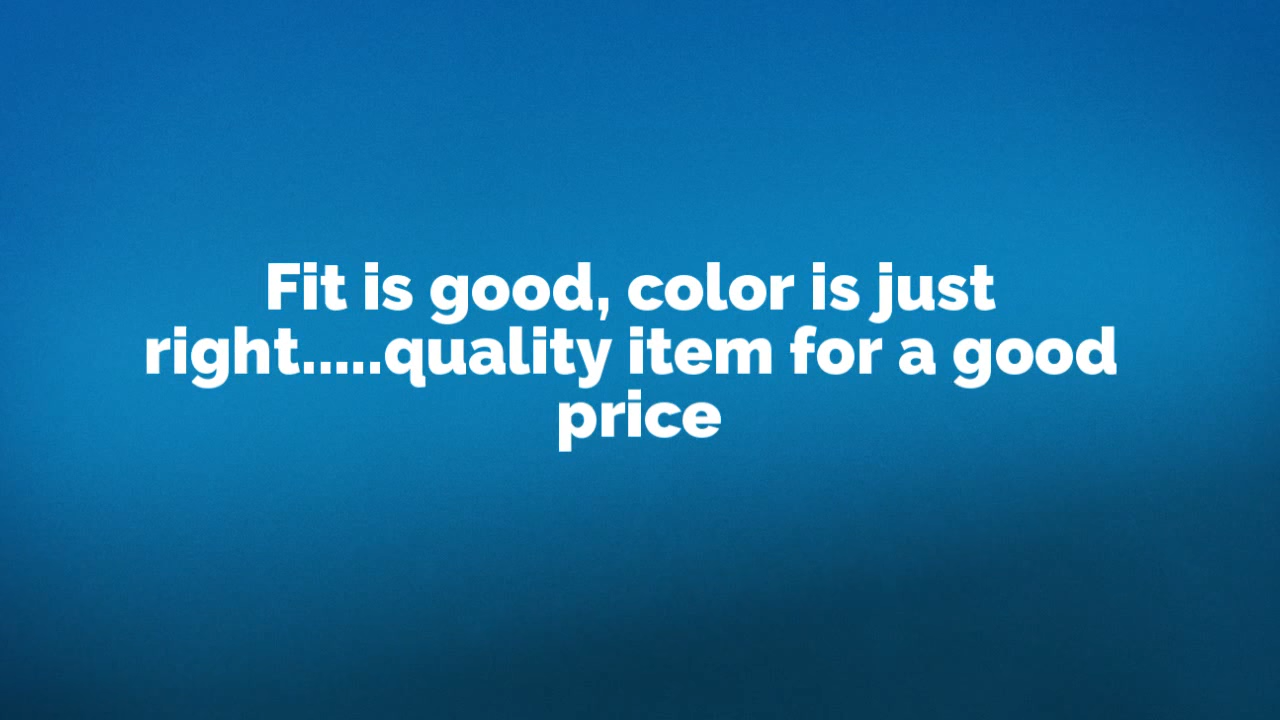 Fit is good, color is just
right.....quality item for a good
price